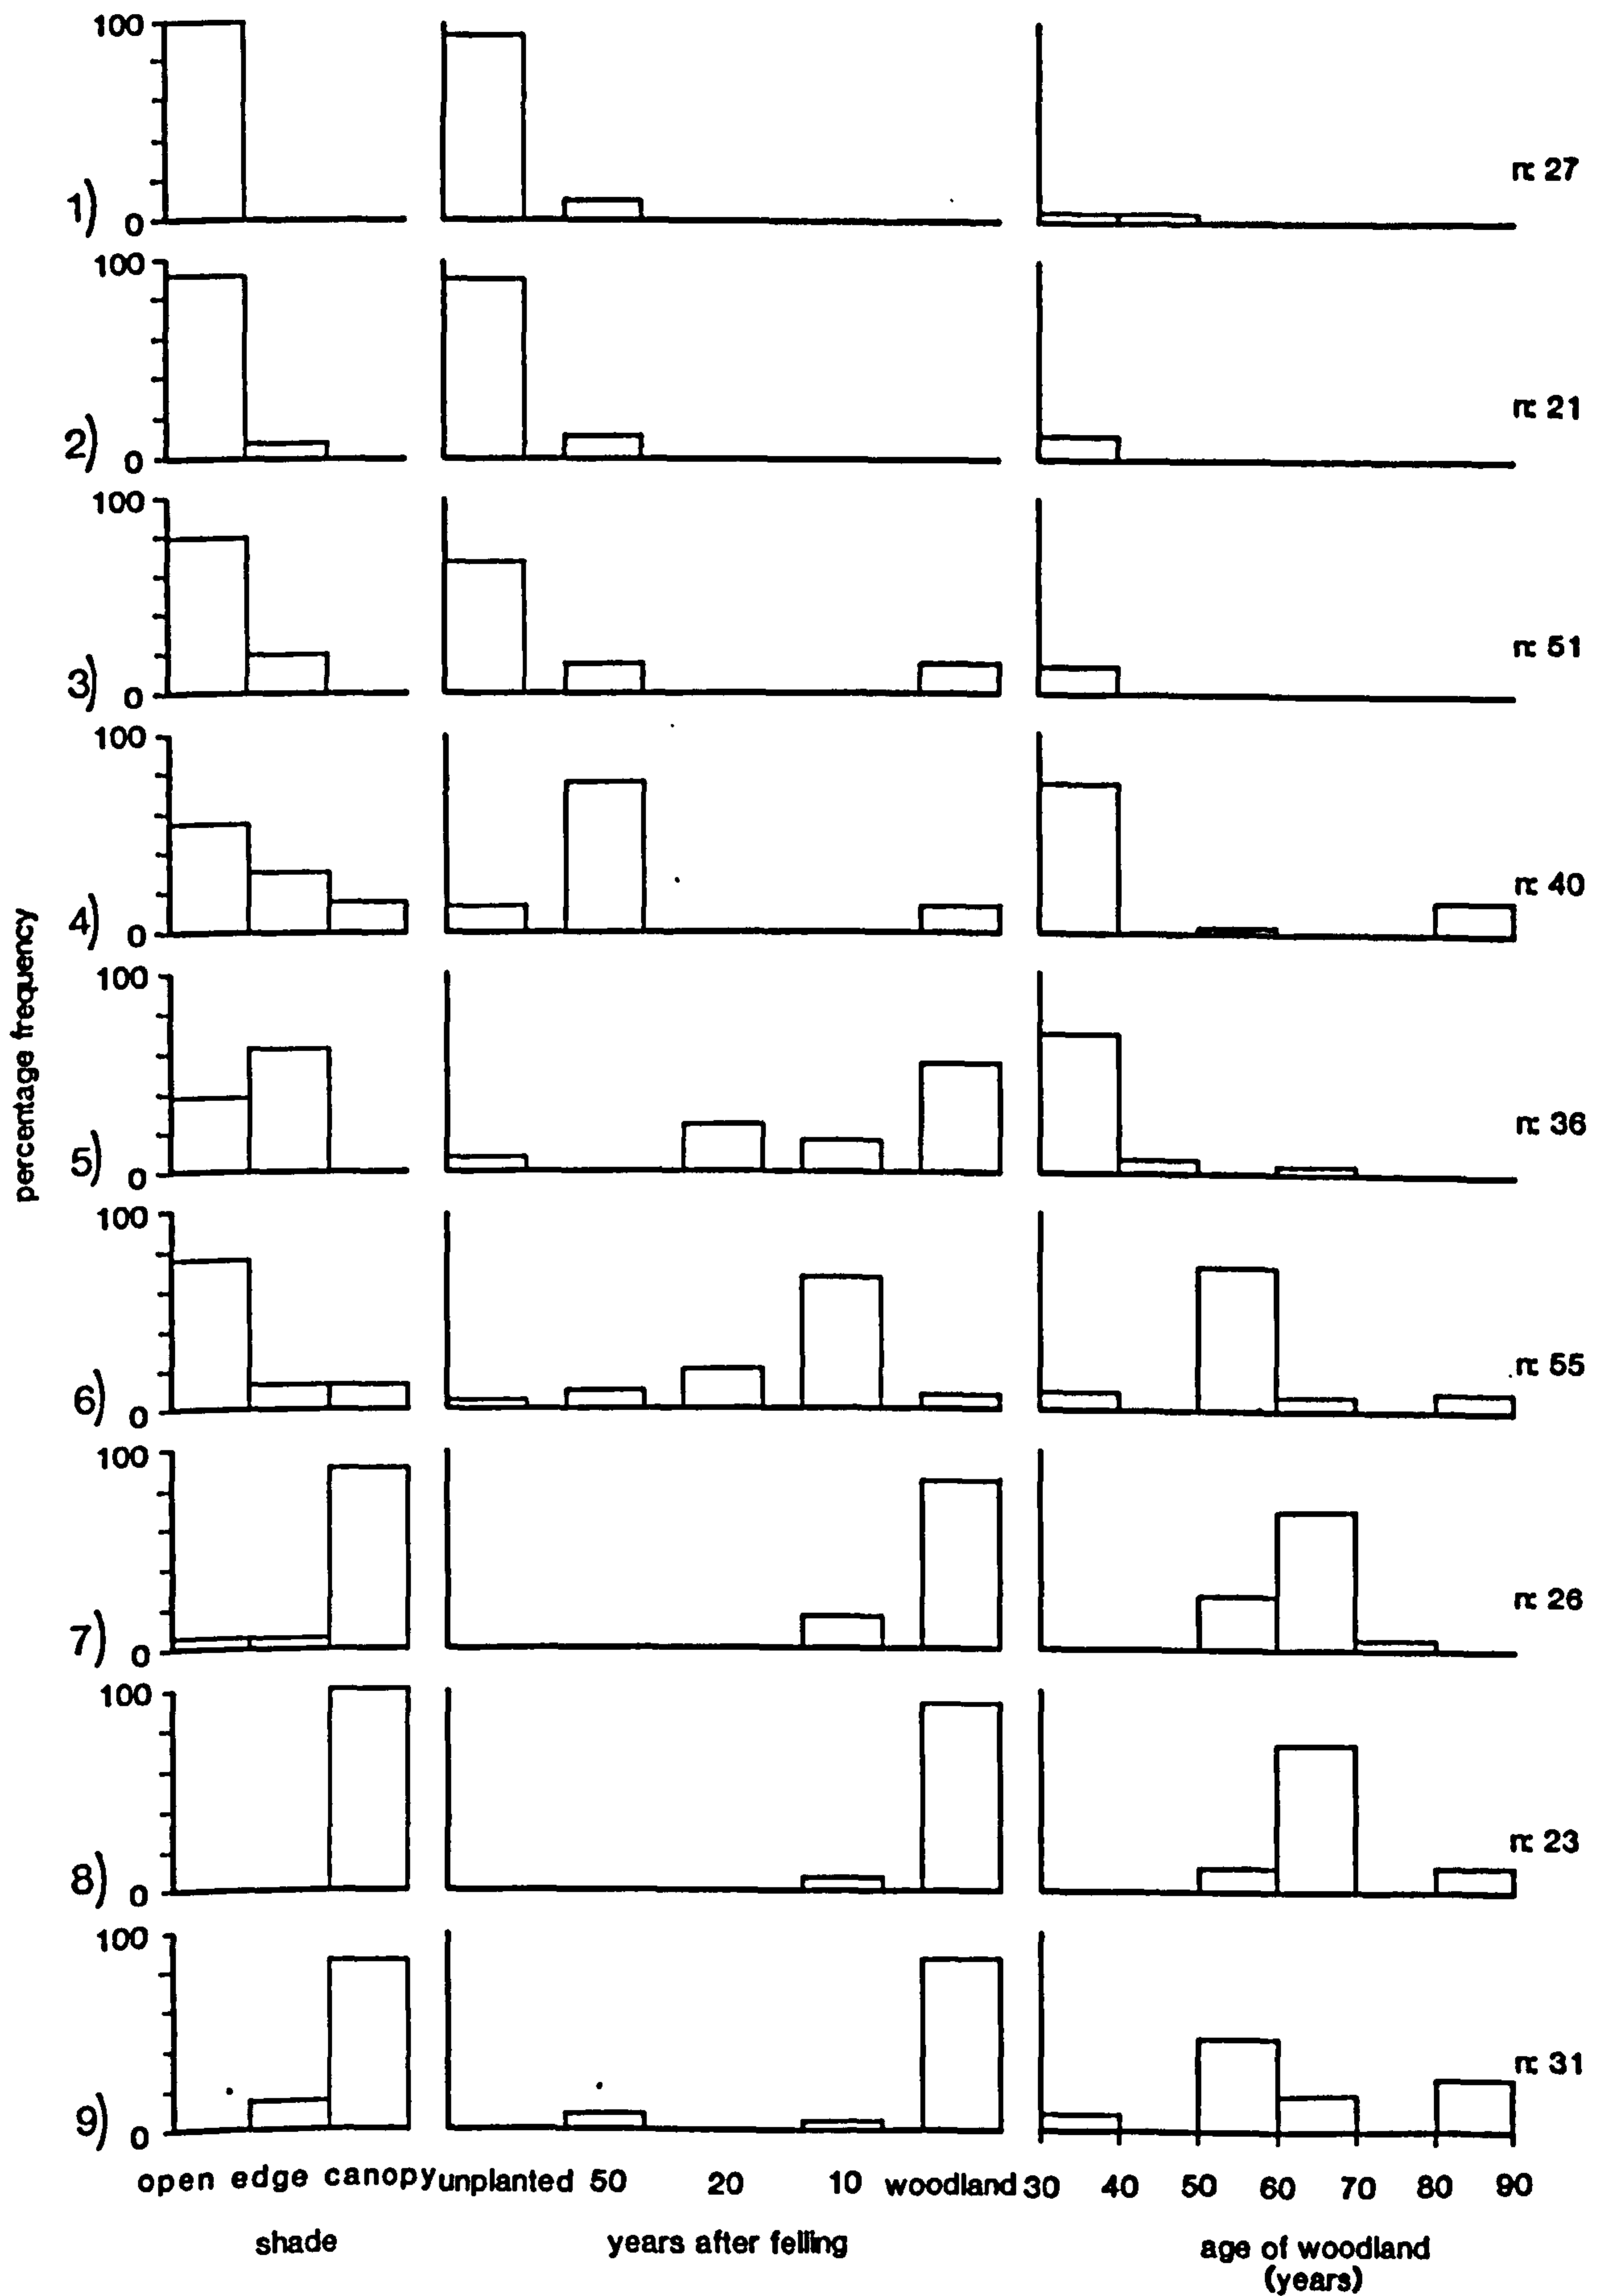 percentage frequency
100
1) 0
n: 27
100
2) 0
n: 21
100
3) 0
n: 51
100
4) 0
n: 40
100
5) 0
n: 36
100
6) 0
n: 55
100
7) 0
n: 26
100
8) 0
n: 23
100
9) 0
n: 31
open edge canopy unplanted 50 20 10 woodland 30 40 50 60 70 80 90
shade years after felling age of woodland
(years)